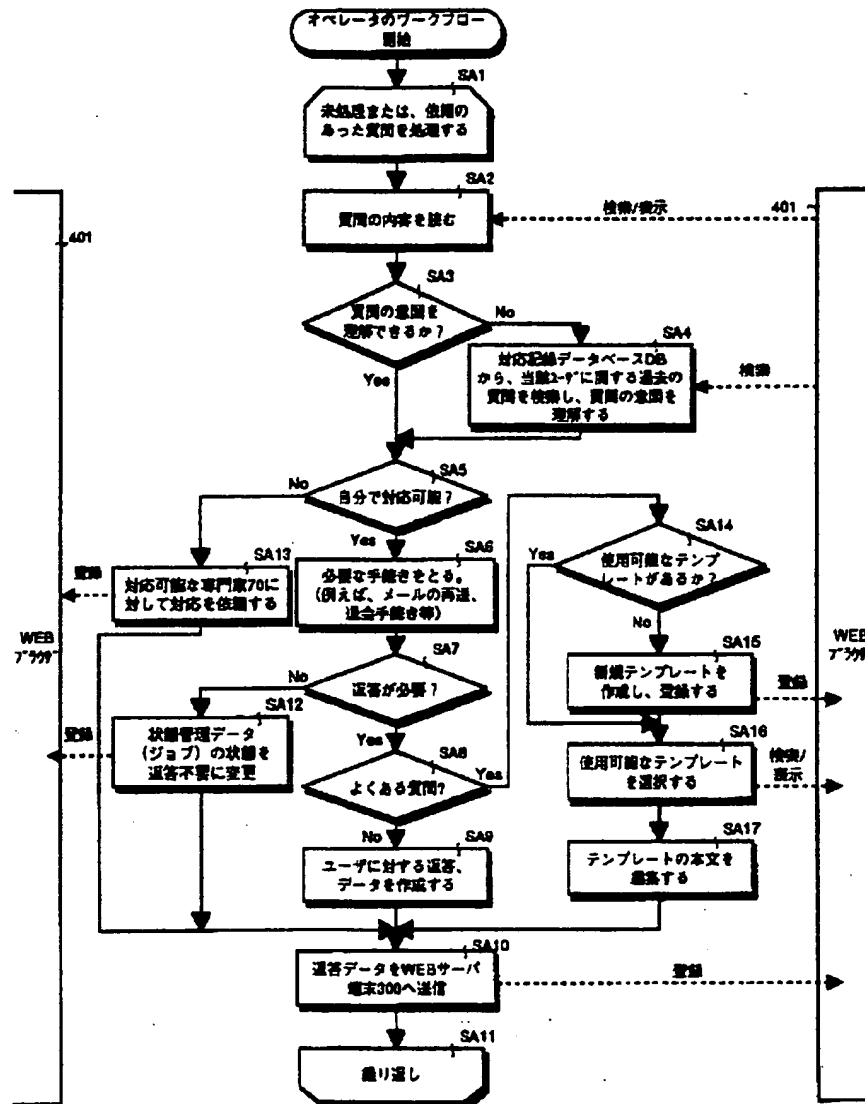 オペレータのワークフロー
開始
SA1
未処理または、依頼の
あった質問を処理する
SA2
質問の内容を読む
検索/表示
401
401
SA3
質問の意図を
理解できるか?
No
Yes
SA4
対応記録データベースDB
から、当該ユーザに関する過去の
質問を検索し、質問の意図を
理解する
検索
SA5
自分で対応可能?
No
Yes
SA13
対応可能な専門家70に
対して対応を依頼する
登録
SA6
必要な手続きをとる。
(例えば、メールの再送、
退会手続き等)
SA14
使用可能なテンプ
レートがあるか?
Yes
No
WEB
ブラウザ
WEB
ブラウザ
SA7
返答が必要?
No
Yes
SA15
新規テンプレートを
作成し、登録する
登録
SA12
状態管理データ
(ジョブ)の状態を
返答不要に変更
登録
SA8
よくある質問?
Yes
No
SA16
使用可能なテンプレート
を選択する
検索/
表示
SA9
ユーザに対する返答、
データを作成する
SA17
テンプレートの本文を
編集する
SA10
返答データをWEBサーバ
端末300へ送信
登録
SA11
繰り返し